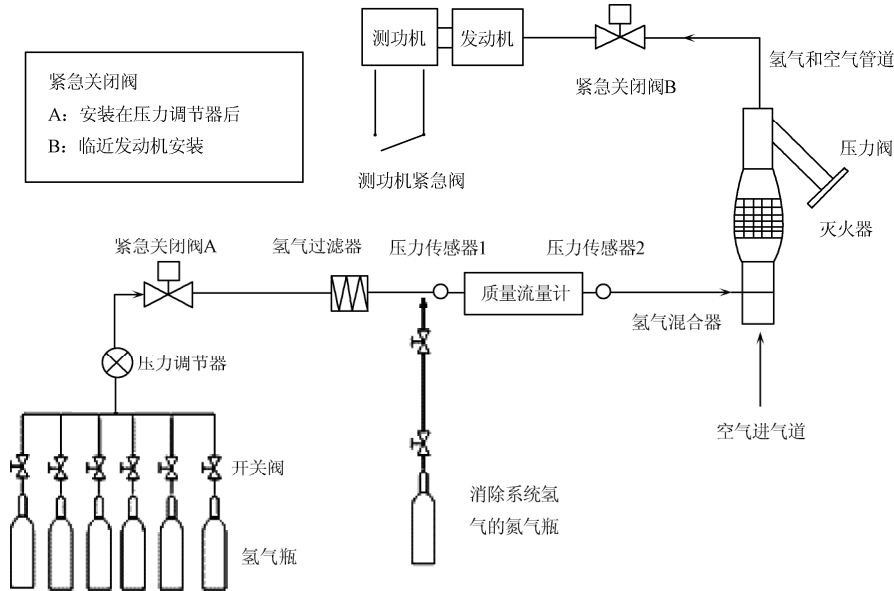 测功机
发动机
紧急关闭阀B
氢气和空气管道
紧急关闭阀
A：安装在压力调节器后
B：临近发动机安装
测功机紧急阀
压力阀
灭火器
紧急关闭阀A
氢气过滤器
压力传感器1
压力传感器2
质量流量计
氢气混合器
压力调节器
空气进气道
开关阀
氢气瓶
消除系统氢
气的氮气瓶